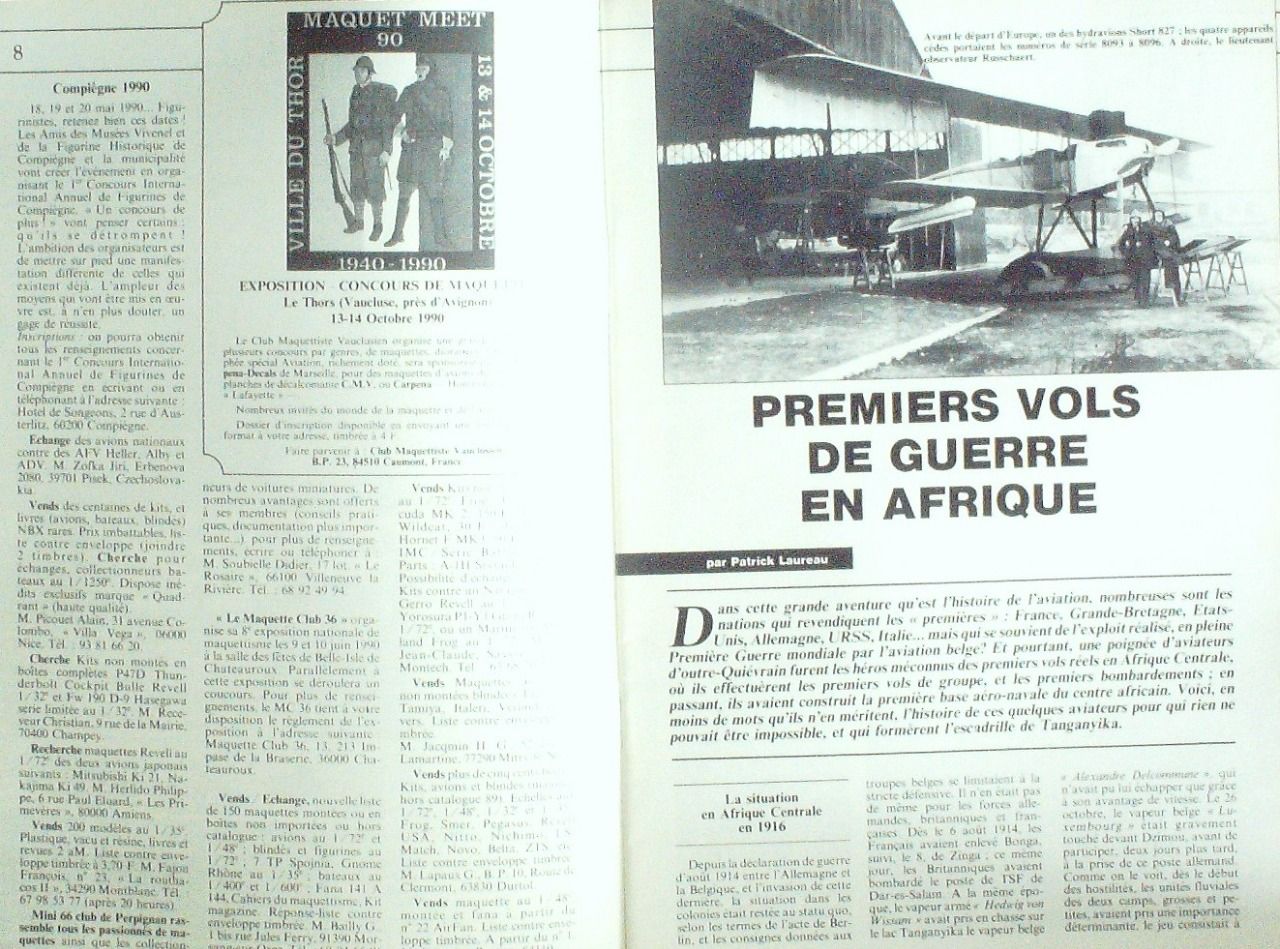 8
Compiègne 1990
18, 19 et 20 mai 1990... Figu-
rinistes, retenez bien ces dates !
Les Amis des Musées Vivenel et
de la Figurine Historique de
Compiègne et la municipalité
vont créer l'événement en orga-
nisant le 1er Concours Interna-
tional Annuel de Figurines de
Compiègne. « Un concours de
plus ! » vont penser certains :
qu'ils se détrompent !
L'ambition des organisateurs est
de mettre sur pied une manifes-
tation différente de celles qui
existent déjà. L'ampleur des
moyens qui vont être mis en œu-
vre est, à n'en plus douter, un
gage de réussite.
Inscriptions : on pourra obtenir
tous les renseignements concer-
nant le 1er Concours Internatio-
nal Annuel de Figurines de
Compiègne en écrivant ou en
téléphonant à l'adresse suivante :
Hotel de Songeons, 2 rue d'Aus-
terlitz, 60200 Compiègne.
Echange des avions nationaux
contre des AFV Heller, Alby et
ADV. M. Zofka Jiri, Erbenova
2080, 39701 Pisek, Czechoslova-
kia.
Vends des centaines de kits, et
livres (avions, bateaux, blindés)
NBX rares. Prix imbattables, lis-
te contre enveloppe (joindre
2 timbres). Cherche pour
échanges, collectionneurs ba-
teaux au 1/1250e. Dispose iné-
dits exclusifs marque « Quad-
rant » (haute qualité).
M. Picouet Alain, 31 avenue Co-
lombo, « Villa Vega », 06000
Nice. Tél. : 93 81 66 20.
Cherche Kits non montés en
boîtes complètes P47D Thun-
derbolt Cockpit Bulle Revell
1/32e et Fw 190 D-9 Hasegawa
série limitée au 1/32e. M. Rece-
veur Christian, 9 rue de la Mairie,
70400 Champey.
Recherche maquettes Revell au
1/72e des deux avions japonais
suivants : Mitsubishi Ki 21, Na-
kajima Ki 49. M. Herlido Philip-
pe, 6 rue Paul Eluard, « Les Pri-
mevères », 80000 Amiens.
Vends 200 modèles au 1/35e.
Plastique, vacu et résine, livres et
revues 2 aM. Liste contre enve-
loppe timbrée à 3,70 F. M. Fajon
François, n° 23, « La routha-
cos II », 34290 Montblanc. Tél. :
67 98 53 77 (après 20 heures).
Mini 66 club de Perpignan ras-
semble tous les passionnés de ma-
quettes ainsi que les collection-
MAQUET MEET
90
VILLE DU THOR
13 & 14 OCTOBRE
1940-1990
EXPOSITION - CONCOURS DE MAQU
Le Thors (Vaucluse, près d'Avignon)
13-14 Octobre 1990
Le Club Maquettiste Vauclusien organise une
plusieurs concours par genres, de maquettes,
phée spécial Aviation, richement doté, sera
pena-Decals de Marseille, pour des maquettes
planches de décalcomanie C.M.V. ou Carpena
« Lafayette »
Nombreux invités du monde de la maquette et
Dossier d'inscription disponible en envoyant une
format à votre adresse, timbrée à 4 F.
Faire parvenir à : Club Maquettiste Vauclusien
B.P. 23, 84510 Caumont, France
neurs de voitures miniatures. De
nombreux avantages sont offerts
à ses membres (conseils prati-
ques, documentation plus impor-
tante...) pour plus de renseigne-
ments, écrire ou téléphoner à :
M. Soubielle Didier, 17 lot. « Le
Rosaire », 66100 Villeneuve la
Rivière. Tél. : 68 92 49 94.
« Le Maquette Club 36 » orga-
nise sa 8e exposition nationale de
maquettisme les 9 et 10 juin 1990
à la salle des fêtes de Belle-Isle de
Chateauroux. Parallèlement à
cette exposition se déroulera un
coucours. Pour plus de rensei-
gnements, le MC 36 tient à votre
disposition le règlement de l'ex-
position à l'adresse suivante :
Maquette Club 36, 13, 213 Im-
passe de la Braserie, 36000 Cha-
teauroux.
Vends / Echange, nouvelle liste
de 150 maquettes montées ou en
boîtes non importées ou hors
catalogue : avions au 1/72e et
1/48e ; blindés et figurines au
1/72e ; 7 TP Spojnia, Gnome
Rhône au 1/35e ; bateaux au
1/400e et 1/600e ; Fana 141 A
144, Cahiers du maquettisme, Kit
magazine. Réponse-liste contre
enveloppe timbrée. M. Bailly G.
1 bis rue Jules Ferry, 91390 Mor-
Vends Kits
au 1/72e
cuda MK 2
Wildcat,
Hornet F
IMC :
Parts : A-1H
Possibilité d'échan
Kits contre un
Gerro Revell au
Yorosura P1-Y1
1/72e, ou un
land Frog au
Jean-Claude,
Montech. Tél.
Vends Maquettes
non montées blindés
Tamiya, Italeri,
vers. Liste contre
mbrée.
M. Jacqmin H. G.
Lamartine, 77290 Mitry
Vends plus de cinq
Kits, avions et blindés
hors catalogue 89). Echelles
1/72e, 1/48e, 1/32e et
Frog, Smer, Pegasus,
USA, Nitto, Nichimo,
Match, Novo, Befta, ZTS
Liste contre enveloppe timbrée
M. Lapaux G., B.P. 10, Route de
Clermont, 63830 Durtol.
Vends maquette au 1/48e
montée et fana à partir du
n° 22 Air Fan. Liste contre enve-
loppe timbrée. A partir du n° 1.
Avant le départ d'Europe, un des hydravions Short 827 ; les quatre appareils
cédés portaient les numéros de série 8093 à 8096. A droite, le lieutenant
observateur Russchaert.
PREMIERS VOLS
DE GUERRE
EN AFRIQUE
par Patrick Laureau
Dans cette grande aventure qu'est l'histoire de l'aviation, nombreuses sont les
nations qui revendiquent les « premières » : France, Grande-Bretagne, Etats-
Unis, Allemagne, URSS, Italie... mais qui se souvient de l'exploit réalisé, en pleine
Première Guerre mondiale par l'aviation belge? Et pourtant, une poignée d'aviateurs
d'outre-Quiévrain furent les héros méconnus des premiers vols réels en Afrique Centrale,
où ils effectuèrent les premiers vols de groupe, et les premiers bombardements ; en
passant, ils avaient construit la première base aéro-navale du centre africain. Voici, en
moins de mots qu'ils n'en méritent, l'histoire de ces quelques aviateurs pour qui rien ne
pouvait être impossible, et qui formèrent l'escadrille de Tanganyika.
La situation
en Afrique Centrale
en 1916
Depuis la déclaration de guerre
d'août 1914 entre l'Allemagne et
la Belgique, et l'invasion de cette
dernière, la situation dans les
colonies était restée au statu quo,
selon les termes de l'acte de Ber-
lin, et les consignes données aux
troupes belges se limitaient à la
stricte défensive. Il n'en était pas
de même pour les forces alle-
mandes, britanniques et fran-
çaises. Dès le 6 août 1914, les
Français avaient enlevé Bonga,
suivi, le 8, de Zinga ; ce même
jour, les Britanniques avaient
bombardé le poste de TSF de
Dar-es-Salam. A la même épo-
que, le vapeur armé « Hedwig von
Wissmann » avait pris en chasse sur
le lac Tanganyika le vapeur belge
« Alexandre Delcommune », qui
n'avait pu lui échapper que grâce
à son avantage de vitesse. Le 26
octobre, le vapeur belge « Lu-
xembourg » était gravement
touché devant Dzimou, avant de
participer, deux jours plus tard,
à la prise de ce poste allemand.
Comme on le voit, dès le début
des hostilités, les unités fluviales
des deux camps, grosses et pe-
tites, avaient pris une importance
déterminante, le jeu consistait à